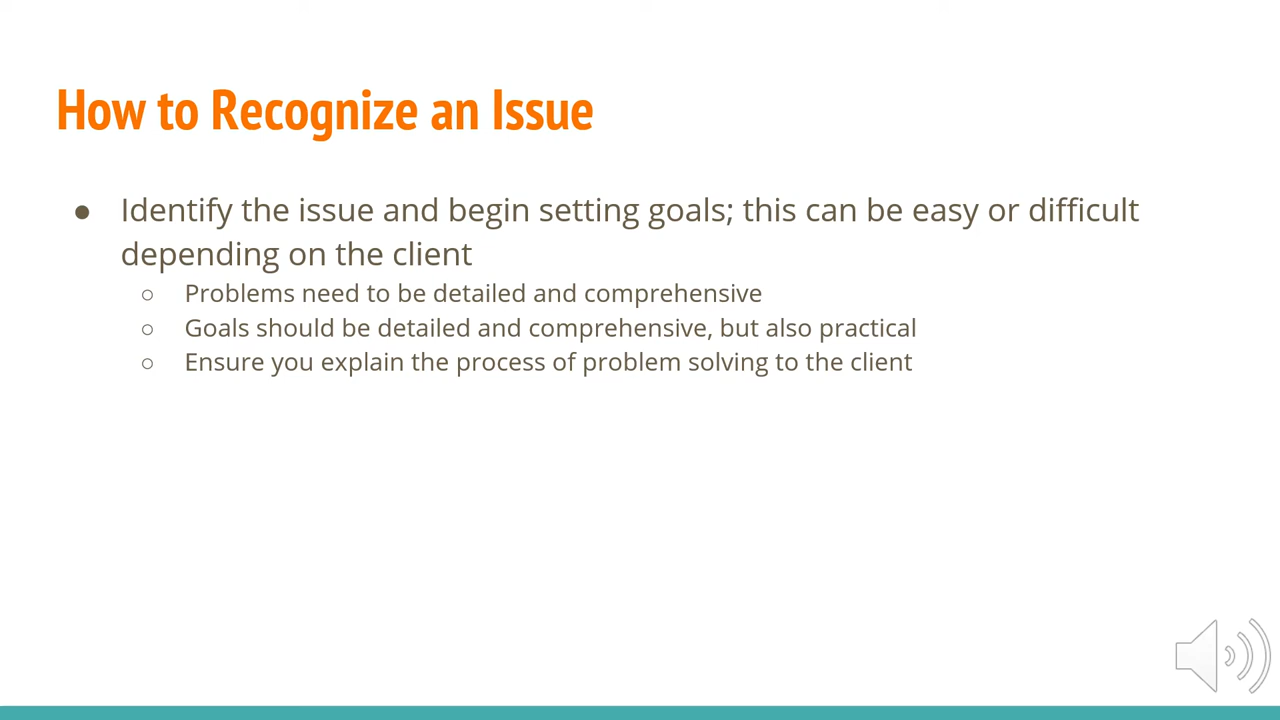 How to Recognize an Issue
● Identify the issue and begin setting goals; this can be easy or difficult
depending on the client
○ Problems need to be detailed and comprehensive
○ Goals should be detailed and comprehensive, but also practical
○ Ensure you explain the process of problem solving to the client